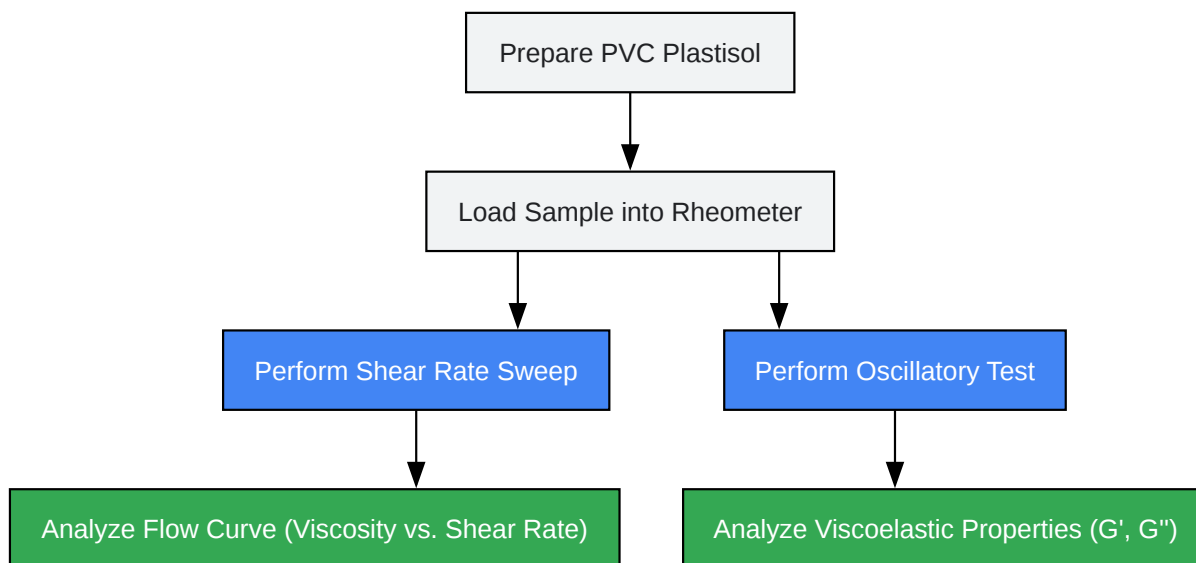 Prepare PVC Plastisol
Load Sample into Rheometer
Perform Shear Rate Sweep
Perform Oscillatory Test
Analyze Flow Curve (Viscosity vs. Shear Rate)
Analyze Viscoelastic Properties (G', G")